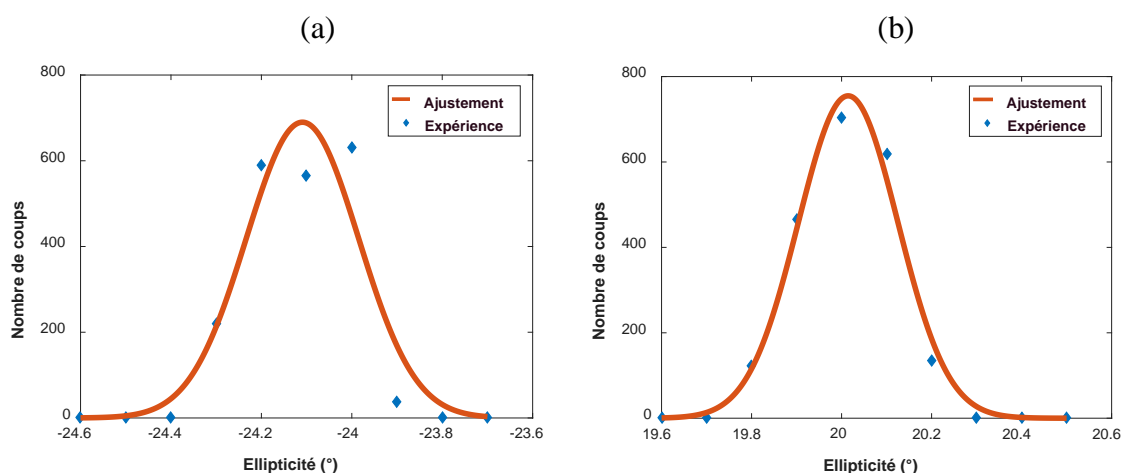 (a)
800
600
400
200
0
Nombre de coups
-24.6
-24.4
-24.2
-24
-23.8
-23.6
Ellipticité (°)
Ajustement
Expérience
(b)
800
600
400
200
0
Nombre de coups
19.6
19.8
20
20.2
20.4
20.6
Ellipticité (°)
Ajustement
Expérience